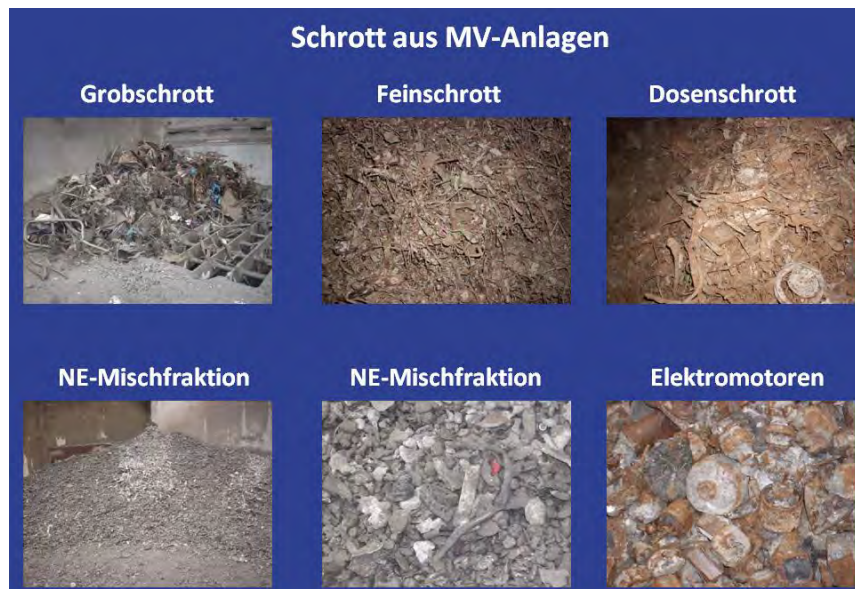 Schrott aus MV-Anlagen
Grobschrott
Feinschrott
Dosenschrott
NE-Mischfraktion
NE-Mischfraktion
Elektromotoren